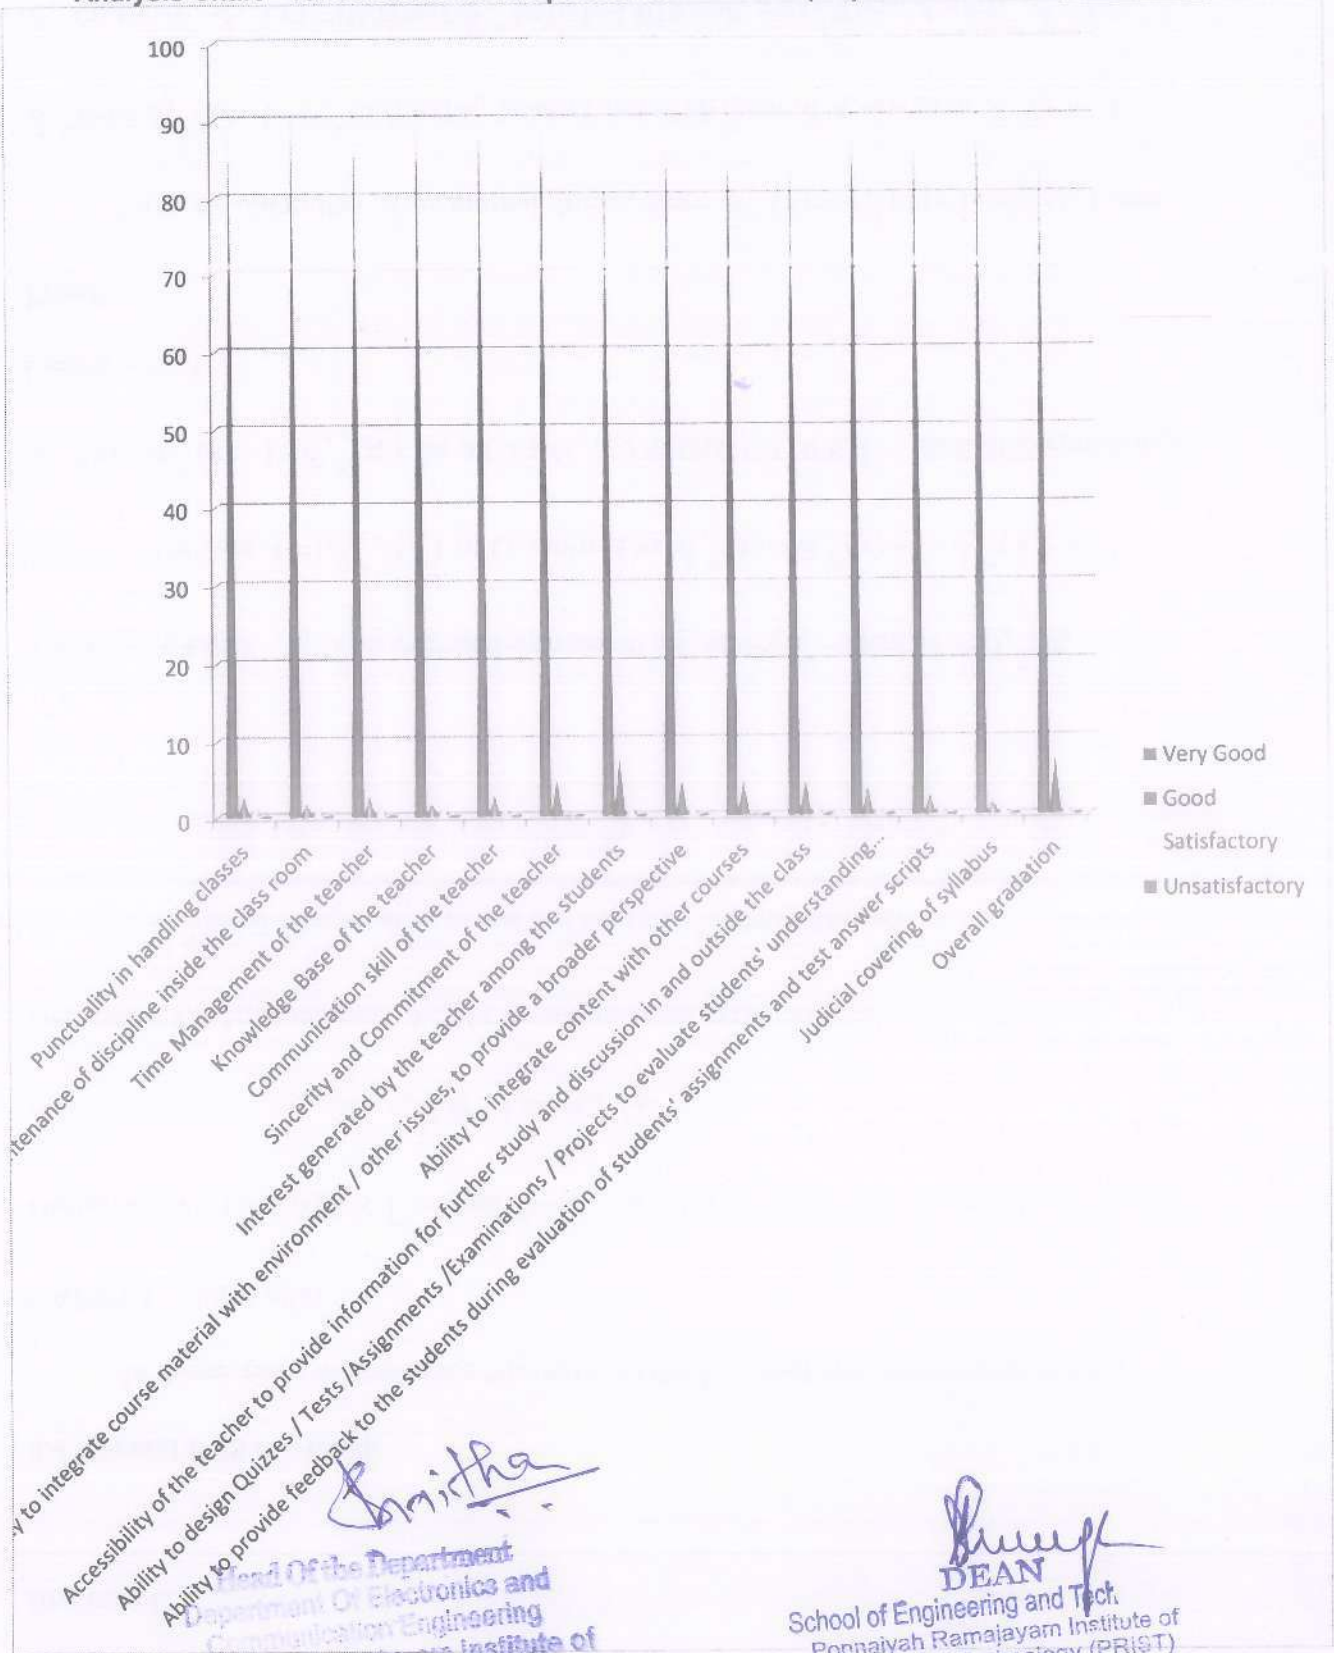 100
90
80
70
60
50
40
30
20
10
0
Very Good
Good
Satisfactory
Unsatisfactory
Punctuality in handling classes
tenance of discipline inside the class room
Time Management of the teacher
Knowledge Base of the teacher
Communication skill of the teacher
Sincerity and Commitment of the teacher
Interest generated by the teacher among the students
y to integrate course material with environment / other issues, to provide a broader perspective
Ability to integrate content with other courses
Accessibility of the teacher to provide information for further study and discussion in and outside the class
Ability to design Quizzes / Tests /Assignments /Examinations / Projects to evaluate students' understanding...
Ability to provide feedback to the students during evaluation of students' assignments and test answer scripts
Judicial covering of syllabus
Overall gradation
Head Of the Department
Department Of Electronics and
Communication Engineering
Institute of
DEAN
School of Engineering and Tech.
Ponnaiyah Ramajayam Institute of
(PRIST)